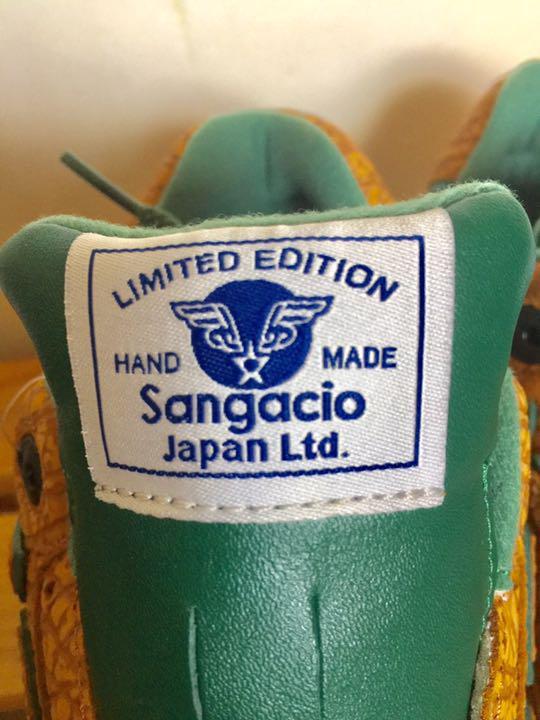 LIMITED EDITION
HAND MADE
Sangacio
Japan Ltd.